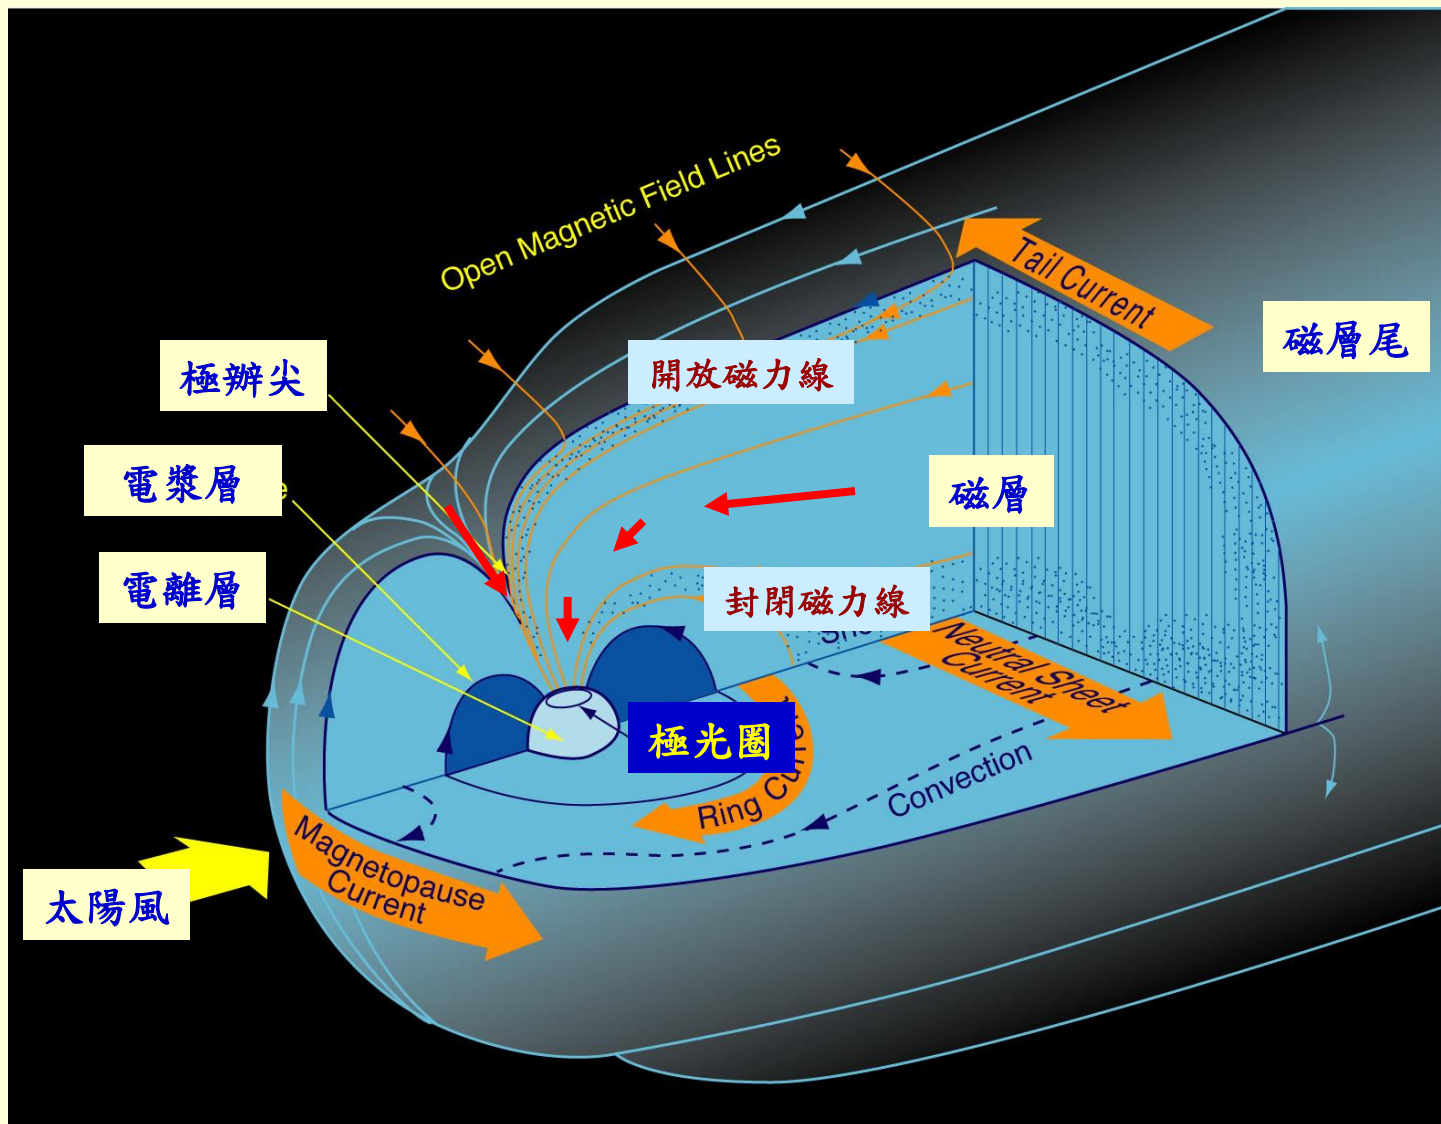 Open Magnetic Field Lines
Tail Current
磁層尾
極辦尖
開放磁力線
電漿層
磁層
電離層
封閉磁力線
Neutral Sheet
Current
極光圈
Ring
Convection
Magnetopause
Current
太陽風